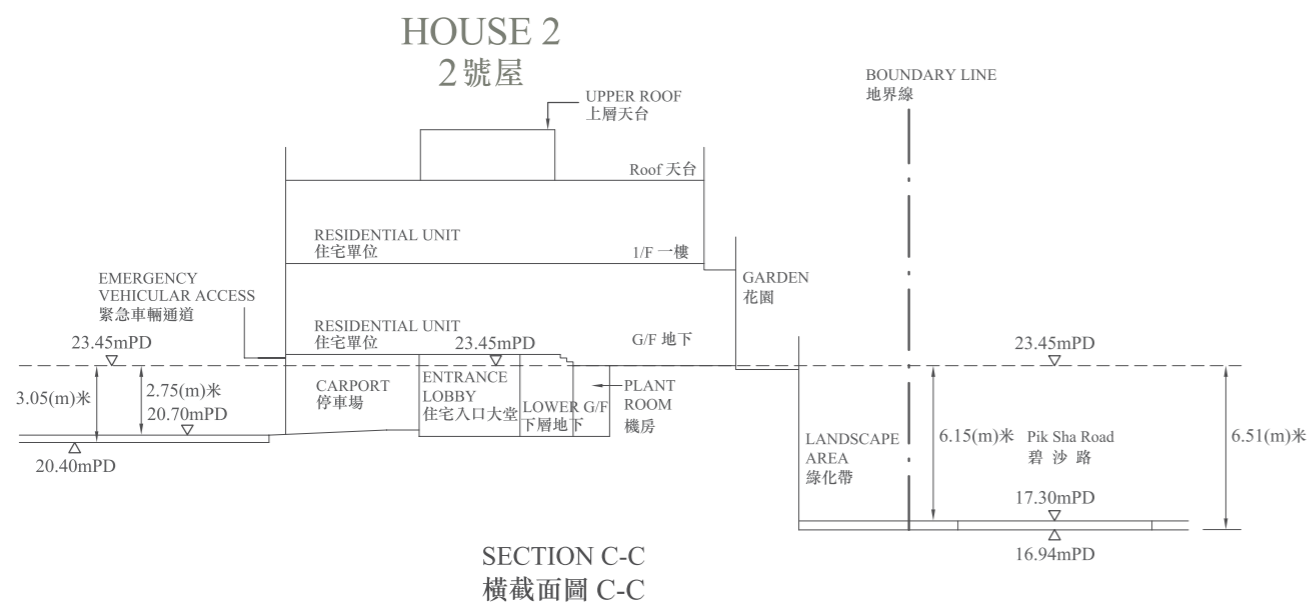 HOUSE 2
2號屋
BOUNDARY LINE
地界線
UPPER ROOF
上層天台
Roof 天台
RESIDENTIAL UNIT
住宅單位
1/F 一樓
EMERGENCY
VEHICULAR ACCESS
緊急車輛通道
GARDEN
花園
RESIDENTIAL UNIT
住宅單位
G/F 地下
23.45mPD
23.45mPD
23.45mPD
3.05(m)米
2.75(m)米
20.70mPD
20.40mPD
CARPORT
停車場
ENTRANCE
LOBBY
住宅入口大堂
LOWER G/F
下層地下
PLANT
ROOM
機房
LANDSCAPE
AREA
綠化帶
6.15(m)米
Pik Sha Road
碧沙路
6.51(m)米
17.30mPD
16.94mPD
SECTION C-C
橫截面圖 C-C